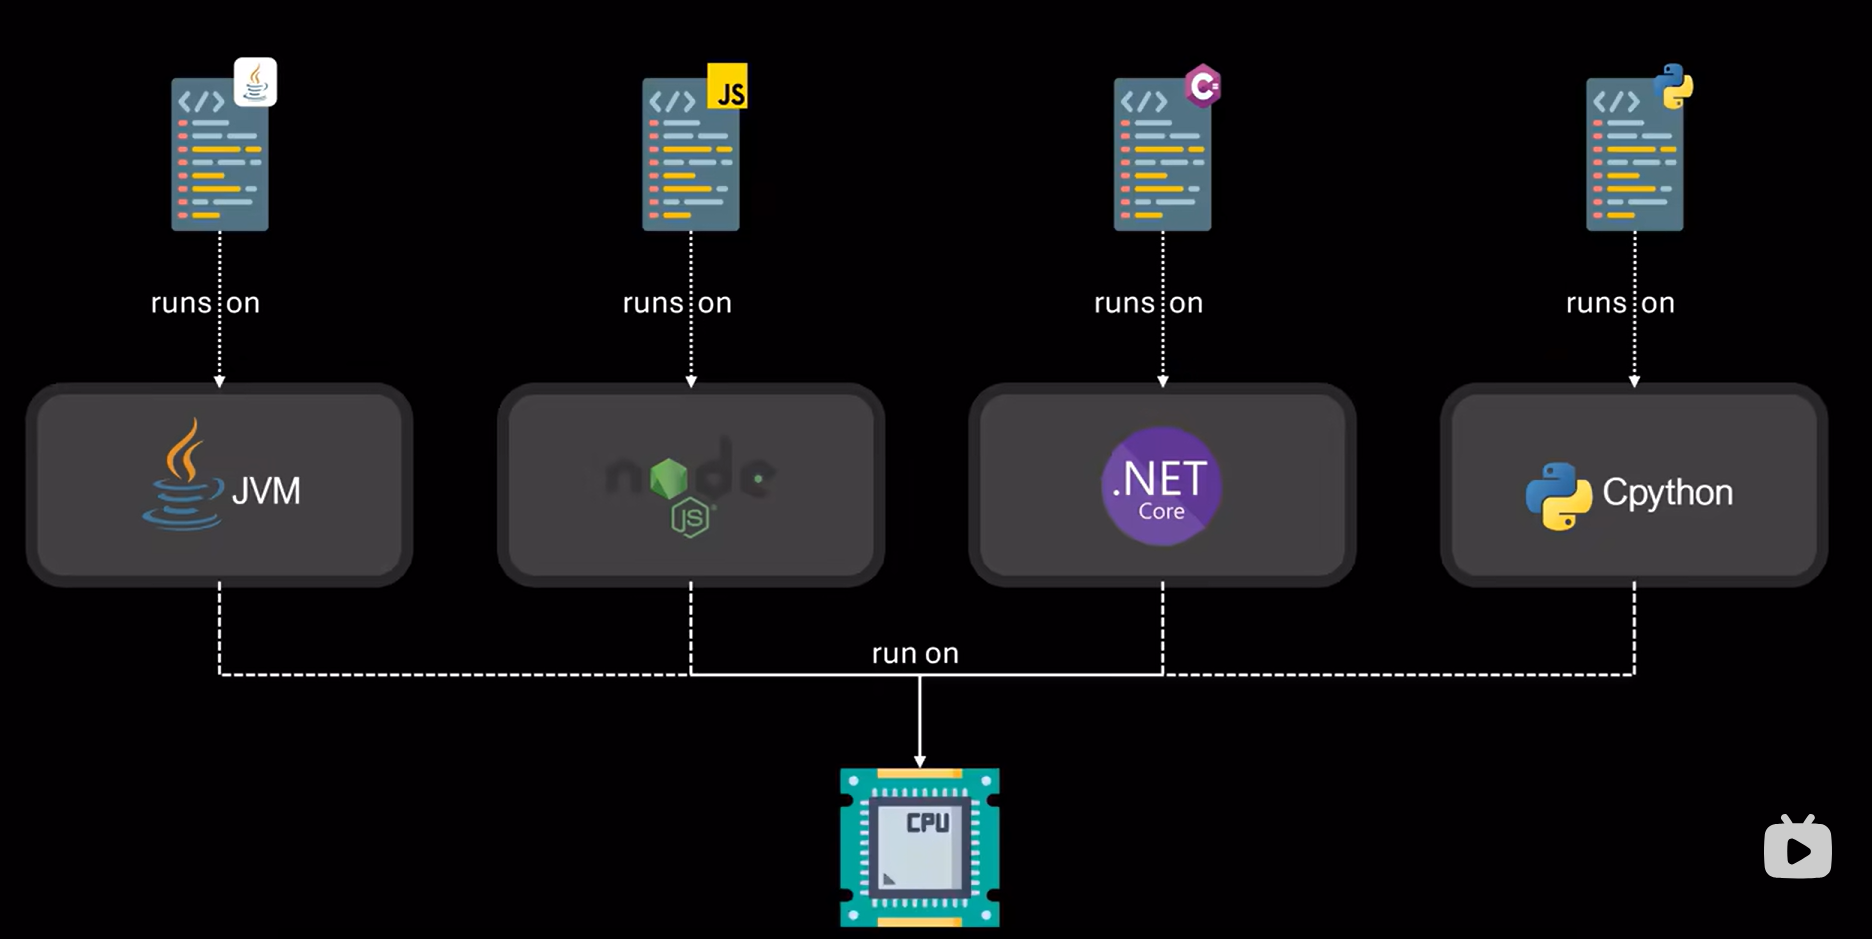 </>
JS
</>
C#
</>
</>
runs on
runs on
runs on
runs on
JVM
node
JS
.NET
Core
Cpython
run on
CPU